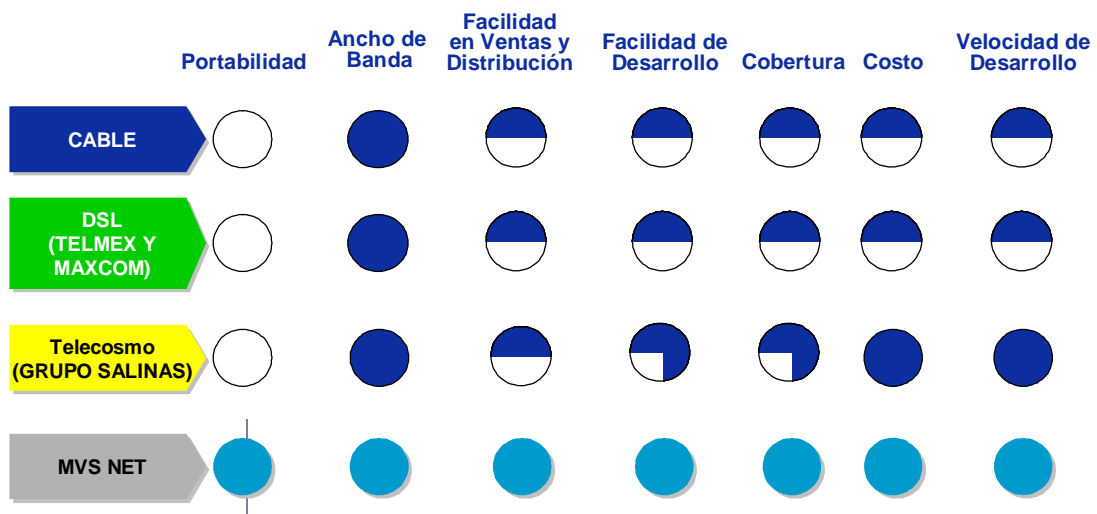 Portabilidad
Ancho de
Banda
Facilidad
en Ventas y
Distribución
Facilidad de
Desarrollo
Cobertura
Costo
Velocidad de
Desarrollo
CABLE
DSL
(TELMEX Y
MAXCOM)
Telecosmo
(GRUPO SALINAS)
MVS NET